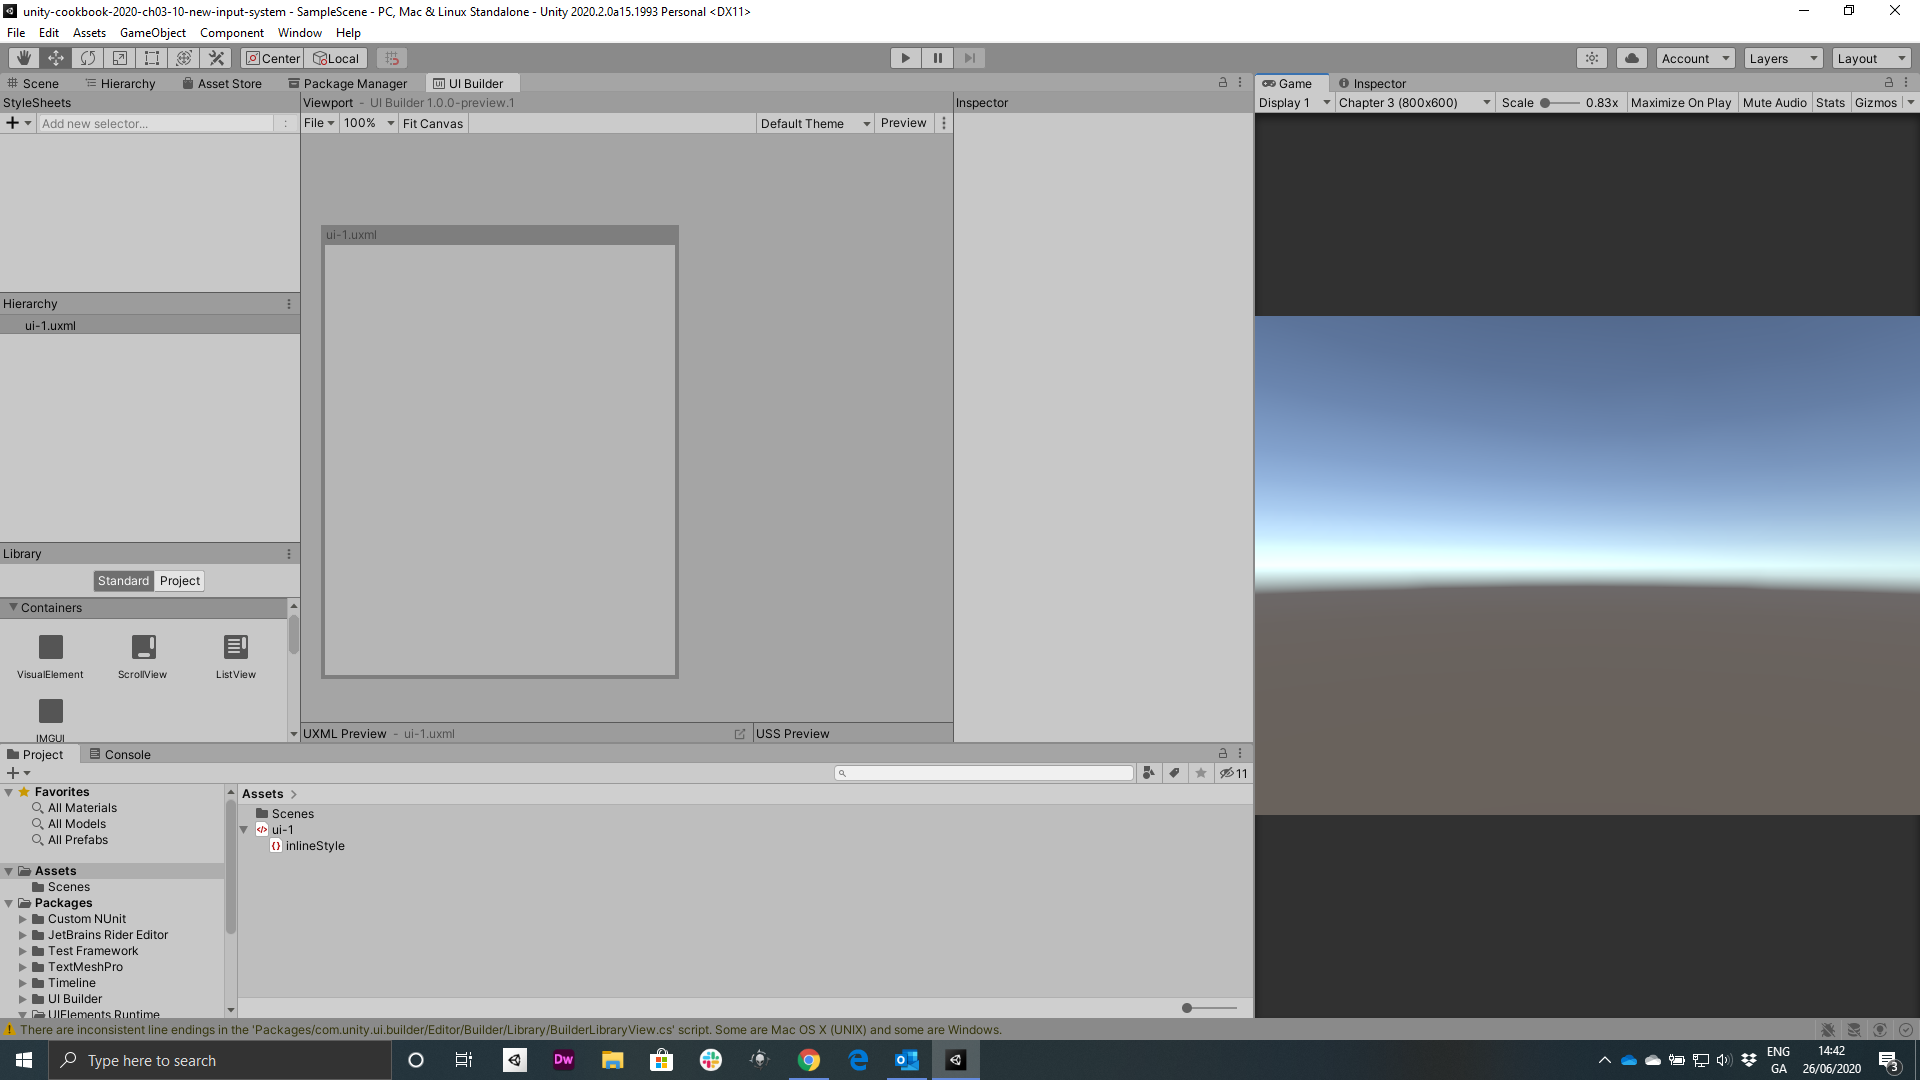 unity-cookbook-2020-ch03-10-new-input-system - SampleScene - PC, Mac & Linux Standalone - Unity 2020.2.0a15.1993 Personal <DX11>
File Edit Assets GameObject Component Window Help
Center Local Account Layers Layout
Scene Hierarchy Asset Store Package Manager UI Builder
Game Inspector
StyleSheets
Viewport - UI Builder 1.0.0-preview.1
Inspector
Display 1 Chapter 3 (800x600) Scale 0.83x Maximize On Play Mute Audio Stats Gizmos
Add new selector...
File 100% Fit Canvas Default Theme Preview
ui-1.uxml
Hierarchy
ui-1.uxml
Library
Standard Project
Containers
VisualElement ScrollView ListView
IMGUI
UXML Preview - ui-1.uxml
USS Preview
Project Console
11
Favorites
All Materials
All Models
All Prefabs
Assets
Scenes
Packages
Custom NUnit
JetBrains Rider Editor
Test Framework
TextMeshPro
Timeline
UI Builder
UIElements Runtime
Assets
Scenes
ui-1
inlineStyle
There are inconsistent line endings in the 'Packages/com.unity.ui.builder/Editor/Builder/Library/BuilderLibraryView.cs' script. Some are Mac OS X (UNIX) and some are Windows.
Type here to search
Dw
ENG
GA
14:42
26/06/2020
3